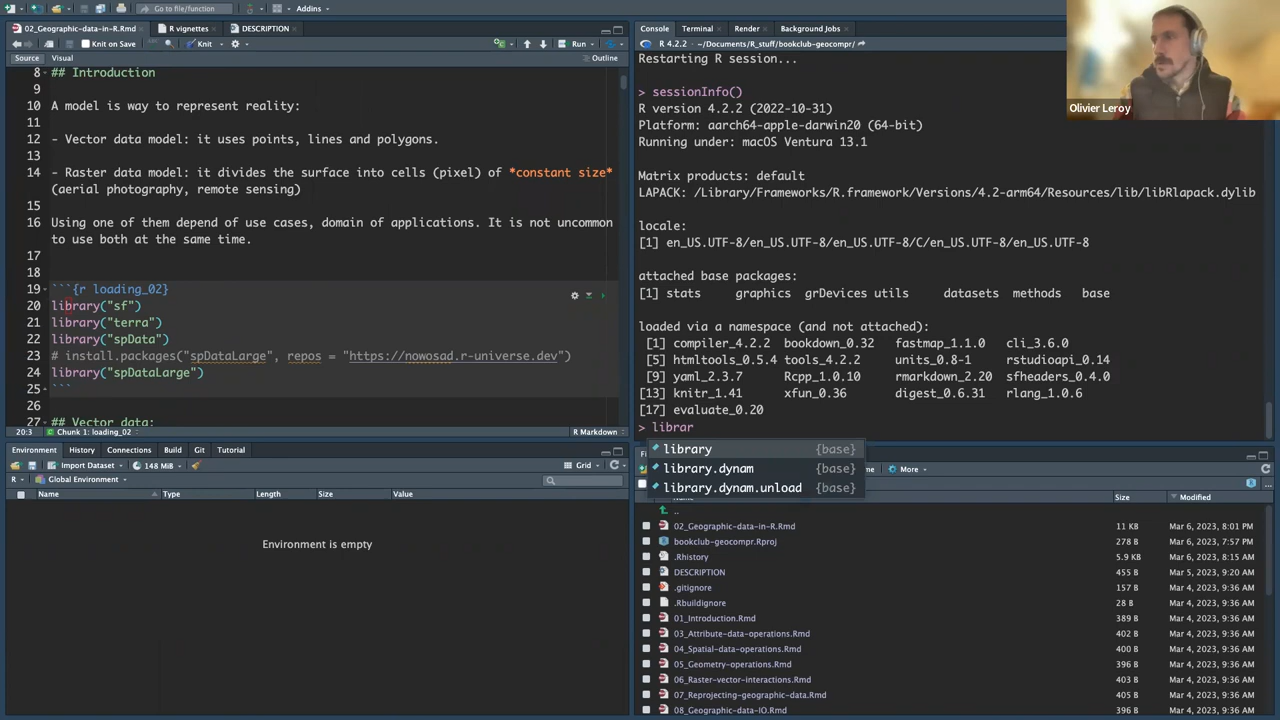 Go to file/function
Addins
02_Geographic-data-in-R.Rmd
R vignettes
DESCRIPTION
Knit on Save
Knit
Run
Source
Visual
Outline
8 ## Introduction
9
10 A model is way to represent reality:
11
12 - Vector data model: it uses points, lines and polygons.
13
14 - Raster data model: it divides the surface into cells (pixel) of *constant size*
(aerial photography, remote sensing)
15
16 Using one of them depend of use cases, domain of applications. It is not uncommon
to use both at the same time.
17
18
19 ```{r loading_02}
20 library("sf")
21 library("terra")
22 library("spData")
23 # install.packages("spDataLarge", repos = "https://nowosad.r-universe.dev")
24 library("spDataLarge")
25 ```
26
27 ## Vector data:
20:3
Chunk 1: loading_02
R Markdown
Environment
History
Connections
Build
Git
Tutorial
Import Dataset
148 MiB
Grid
R
Global Environment
Name
Type
Length
Size
Value
Environment is empty
Console
Terminal
Render
Background Jobs
R 4.2.2 · ~/Documents/R_stuff/bookclub-geocompr/
Restarting R session...
> sessionInfo()
R version 4.2.2 (2022-10-31)
Platform: aarch64-apple-darwin20 (64-bit)
Running under: macOS Ventura 13.1
Matrix products: default
LAPACK: /Library/Frameworks/R.framework/Versions/4.2-arm64/Resources/lib/libRlapack.dylib
locale:
[1] en_US.UTF-8/en_US.UTF-8/en_US.UTF-8/C/en_US.UTF-8/en_US.UTF-8
attached base packages:
[1] stats graphics grDevices utils datasets methods base
loaded via a namespace (and not attached):
[1] compiler_4.2.2 bookdown_0.32 fastmap_1.1.0 cli_3.6.0
[5] htmltools_0.5.4 tools_4.2.2 units_0.8-1 rstudioapi_0.14
[9] yaml_2.3.7 Rcpp_1.0.10 rmarkdown_2.20 sfheaders_0.4.0
[13] knitr_1.41 xfun_0.36 digest_0.6.31 rlang_1.0.6
[17] evaluate_0.20
> librar
library {base}
library.dynam {base}
library.dynam.unload {base}
More
Size
Modified
..
02_Geographic-data-in-R.Rmd 11 KB Mar 6, 2023, 8:01 PM
bookclub-geocompr.Rproj 278 B Mar 6, 2023, 7:57 PM
.Rhistory 5.9 KB Mar 6, 2023, 8:15 AM
DESCRIPTION 672 B Mar 5, 2023, 9:20 AM
.gitignore 157 B Mar 4, 2023, 9:36 AM
.Rbuildignore 28 B Mar 4, 2023, 9:36 AM
01_Introduction.Rmd 389 B Mar 4, 2023, 9:36 AM
03_Attribute-data-operations.Rmd 402 B Mar 4, 2023, 9:36 AM
04_Spatial-data-operations.Rmd 400 B Mar 4, 2023, 9:36 AM
05_Geometry-operations.Rmd 396 B Mar 4, 2023, 9:36 AM
06_Raster-vector-interactions.Rmd 403 B Mar 4, 2023, 9:36 AM
07_Reprojecting-geographic-data.Rmd 405 B Mar 4, 2023, 9:36 AM
08_Geographic-data-IO.Rmd 387 B Mar 4, 2023, 9:36 AM
Olivier Leroy